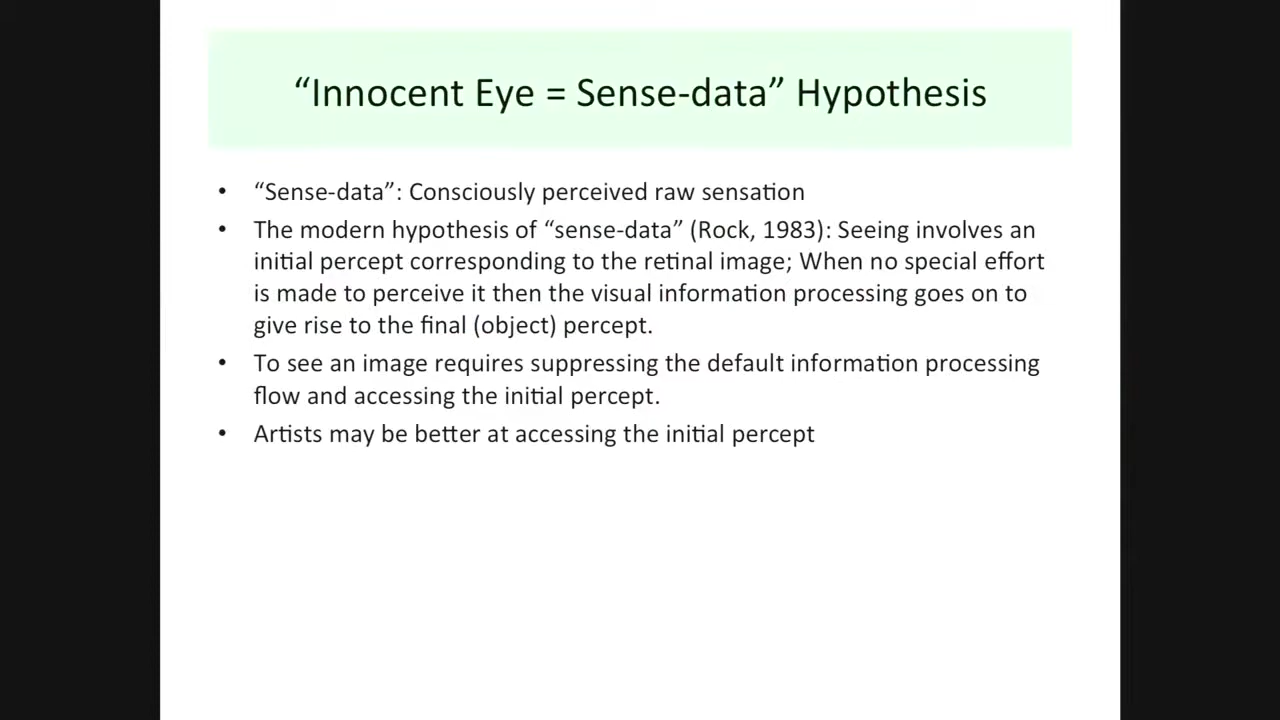 “Innocent Eye = Sense-data” Hypothesis
• “Sense-data”: Consciously perceived raw sensation
• The modern hypothesis of “sense-data” (Rock, 1983): Seeing involves an
initial percept corresponding to the retinal image; When no special effort
is made to perceive it then the visual information processing goes on to
give rise to the final (object) percept.
• To see an image requires suppressing the default information processing
flow and accessing the initial percept.
• Artists may be better at accessing the initial percept